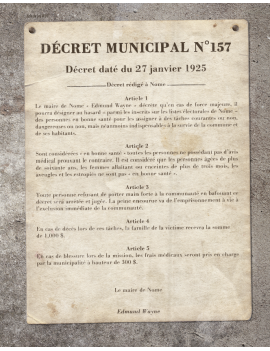 DÉCRET MUNICIPAL N°157
Décret daté du 27 janvier 1925
Décret rédigé à Nome
Article 1
Le maire de Nome « Edmund Wayne » décrète qu'en cas de force majeure, il
pourra désigner au hasard « parmi les inscrits sur les listes électorales de Nome »
des personnes en bonne santé pour les assigner à des tâches courantes ou non,
dangereuses ou non, mais néanmoins indispensables à la survie de la commune et
de ses habitants.
Article 2
Sont considérées « en bonne santé » toutes les personnes ne possédant pas d'avis
médical prouvant le contraire. Il est considéré que les personnes âgées de plus
de soixante ans, les femmes allaitant ou enceintes de plus de trois mois, les
aveugles et les estropiés ne sont pas « en bonne santé ».
Article 3
Toute personne refusant de prêter main forte à la communauté en bafouant ce
décret sera arrêtée et jugée. La peine encourue va de l'emprisonnement à vie à
l'exclusion immédiate de la communauté.
Article 4
En cas de décès lors de ces tâches, la famille de la victime recevra la somme
de 1.000 $.
Article 5
En cas de blessure lors de la mission, les frais médicaux seront pris en charge
par la municipalité à hauteur de 300 $.
Le maire de Nome
Edmund Wayne